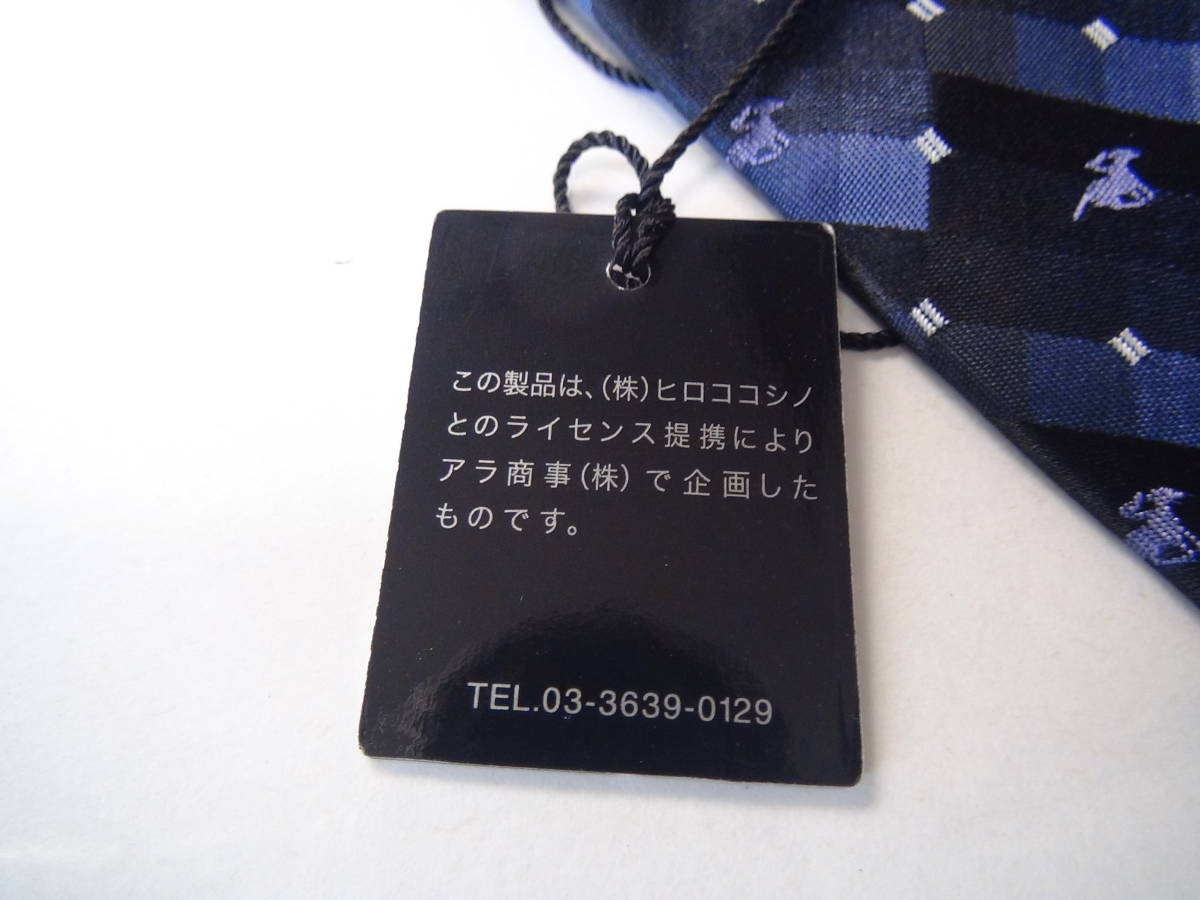 この製品は、(株)ヒロココシノ
とのライセンス提携により
アラ商事(株)で企画した
ものです。
TEL.03-3639-0129